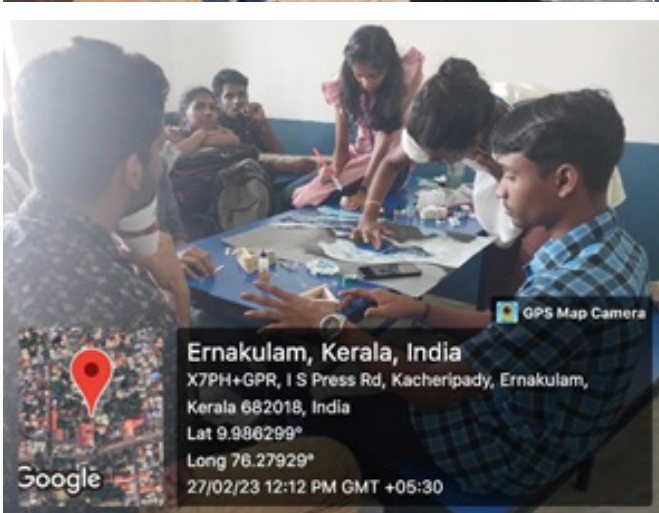 GPS Map Camera
Ernakulam, Kerala, India
X7PH+GPR, I S Press Rd, Kacheripady, Ernakulam,
Kerala 682018, India
Lat 9.986299°
Long 76.27929°
27/02/23 12:12 PM GMT +05:30
Google